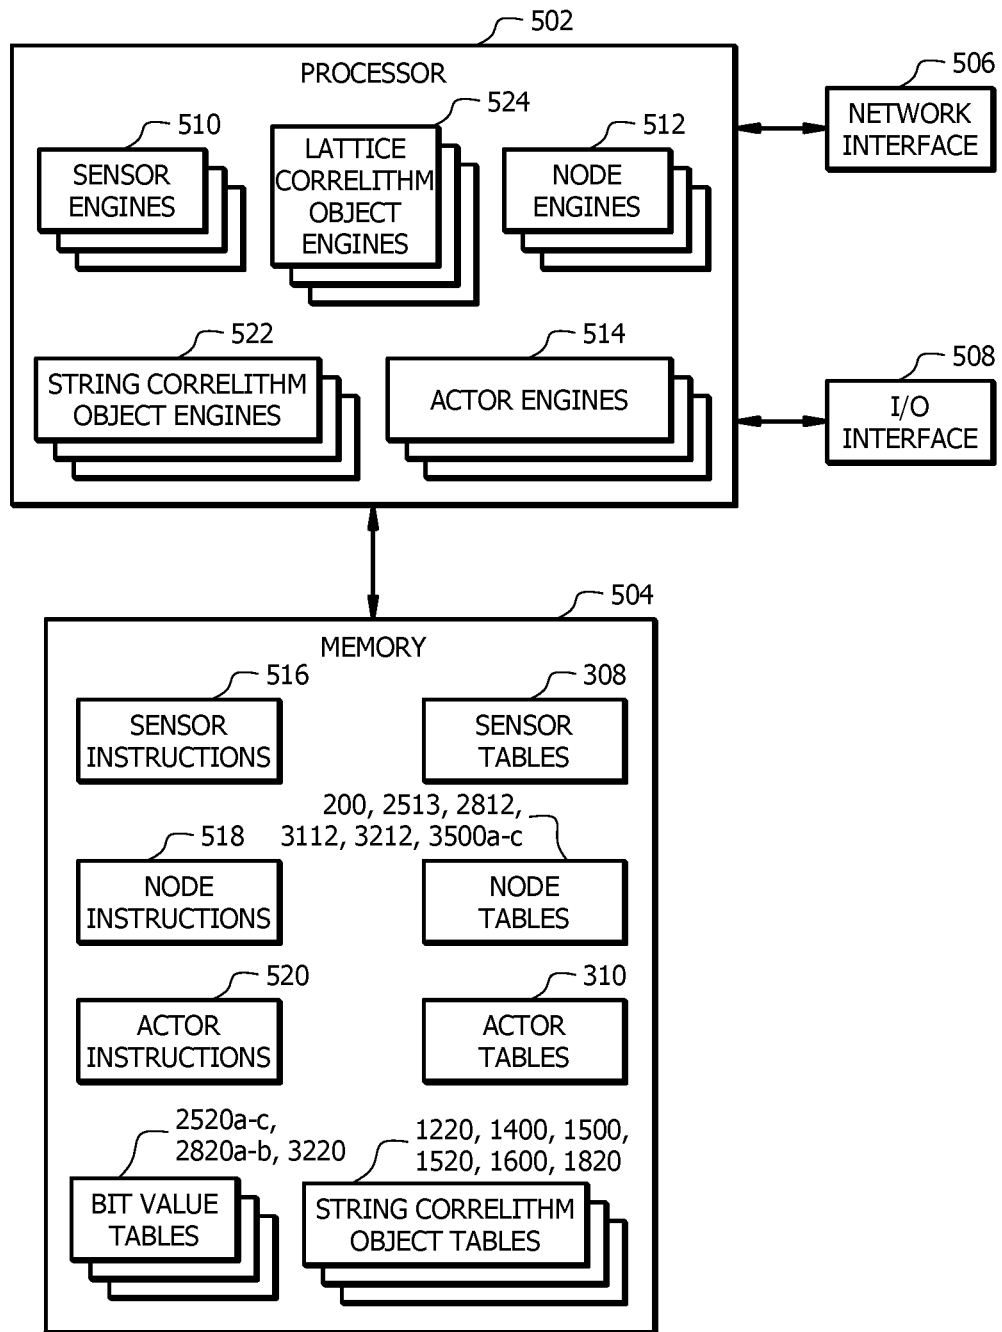 502
PROCESSOR
506
NETWORK
INTERFACE
510
SENSOR
ENGINES
524
LATTICE
CORRELITHM
OBJECT
ENGINES
512
NODE
ENGINES
522
STRING CORRELITHM
OBJECT ENGINES
514
ACTOR ENGINES
508
I/O
INTERFACE
504
MEMORY
516
SENSOR
INSTRUCTIONS
308
SENSOR
TABLES
518
NODE
INSTRUCTIONS
200, 2513, 2812,
3112, 3212, 3500a-c
NODE
TABLES
520
ACTOR
INSTRUCTIONS
310
ACTOR
TABLES
2520a-c,
2820a-b, 3220
BIT VALUE
TABLES
1220, 1400, 1500,
1520, 1600, 1820
STRING CORRELITHM
OBJECT TABLES